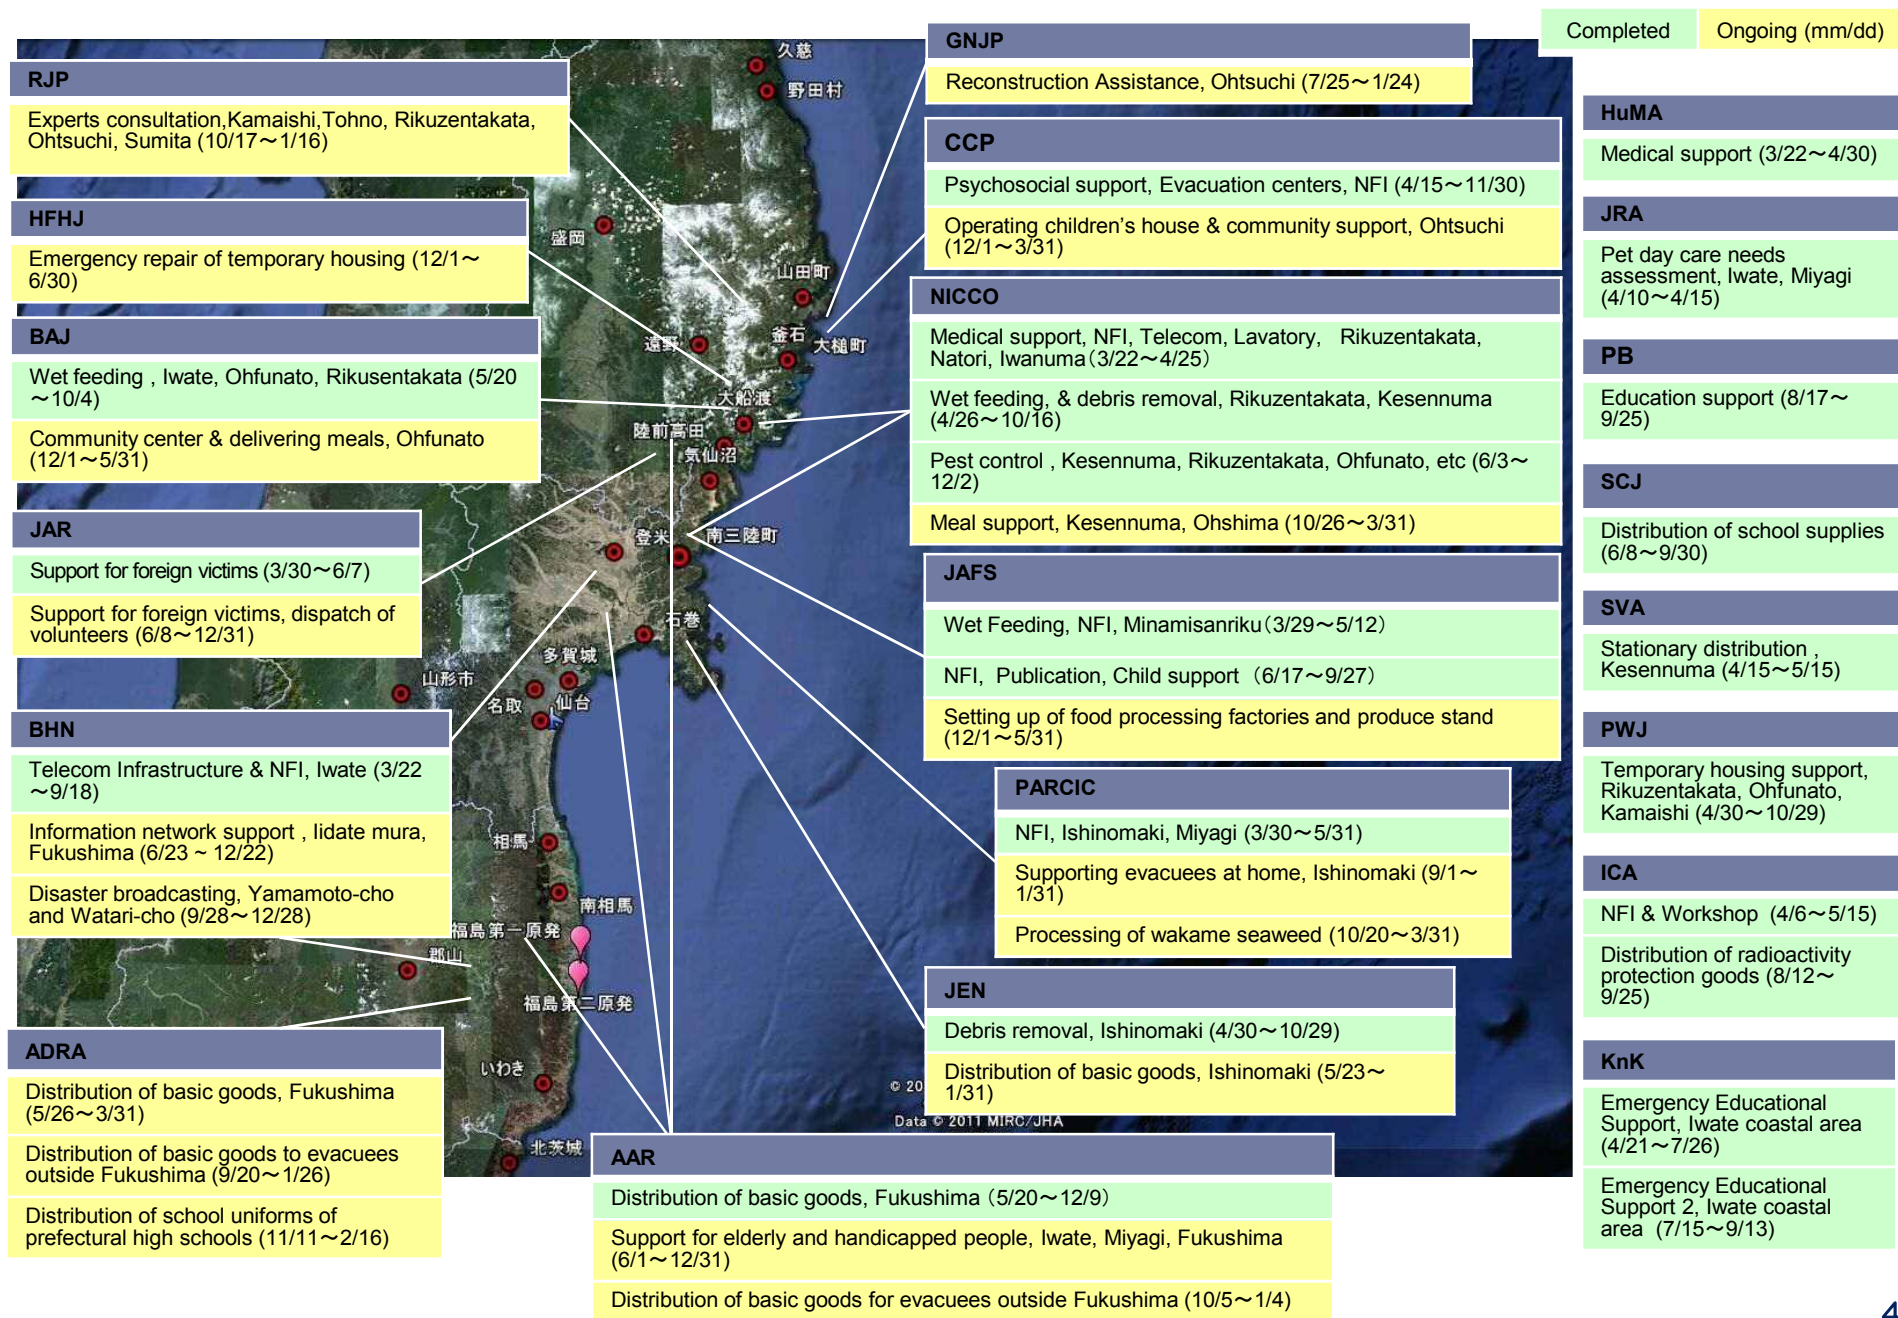 Completed
Ongoing (mm/dd)
RJP
Experts consultation,Kamaishi,Tohno, Rikuzentakata,
Ohtsuchi, Sumita (10/17～1/16)
HFHJ
Emergency repair of temporary housing (12/1～
6/30)
BAJ
Wet feeding , Iwate, Ohfunato, Rikusentakata (5/20
～10/4)
Community center & delivering meals, Ohfunato
(12/1～5/31)
JAR
Support for foreign victims (3/30～6/7)
Support for foreign victims, dispatch of
volunteers (6/8～12/31)
BHN
Telecom Infrastructure & NFI, Iwate (3/22
～9/18)
Information network support , Iidate mura,
Fukushima (6/23 ~ 12/22)
Disaster broadcasting, Yamamoto-cho
and Watari-cho (9/28～12/28)
ADRA
Distribution of basic goods, Fukushima
(5/26～3/31)
Distribution of basic goods to evacuees
outside Fukushima (9/20～1/26)
Distribution of school uniforms of
prefectural high schools (11/11～2/16)
久慈
野田村
盛岡
山田町
釜石
大槌町
遠野
大船渡
陸前高田
気仙沼
登米
南三陸町
石巻
多賀城
山形市
仙台
名取
相馬
南相馬
福島第一原発
郡山
福島第二原発
いわき
北茨城
© 20
Data © 2011 MIRC/JHA
GNJP
Reconstruction Assistance, Ohtsuchi (7/25～1/24)
CCP
Psychosocial support, Evacuation centers, NFI (4/15～11/30)
Operating children's house & community support, Ohtsuchi
(12/1～3/31)
NICCO
Medical support, NFI, Telecom, Lavatory, Rikuzentakata,
Natori, Iwanuma（3/22～4/25）
Wet feeding, & debris removal, Rikuzentakata, Kesennuma
(4/26～10/16)
Pest control , Kesennuma, Rikuzentakata, Ohfunato, etc (6/3～
12/2)
Meal support, Kesennuma, Ohshima (10/26～3/31)
JAFS
Wet Feeding, NFI, Minamisanriku（3/29～5/12）
NFI, Publication, Child support （6/17～9/27）
Setting up of food processing factories and produce stand
(12/1～5/31)
PARCIC
NFI, Ishinomaki, Miyagi (3/30～5/31)
Supporting evacuees at home, Ishinomaki (9/1～
1/31)
Processing of wakame seaweed (10/20～3/31)
JEN
Debris removal, Ishinomaki (4/30～10/29)
Distribution of basic goods, Ishinomaki (5/23～
1/31)
AAR
Distribution of basic goods, Fukushima（5/20～12/9）
Support for elderly and handicapped people, Iwate, Miyagi, Fukushima
(6/1～12/31)
Distribution of basic goods for evacuees outside Fukushima (10/5～1/4)
HuMA
Medical support (3/22～4/30)
JRA
Pet day care needs
assessment, Iwate, Miyagi
(4/10～4/15)
PB
Education support (8/17～
9/25)
SCJ
Distribution of school supplies
(6/8～9/30)
SVA
Stationary distribution ,
Kesennuma (4/15～5/15)
PWJ
Temporary housing support,
Rikuzentakata, Ohfunato,
Kamaishi (4/30～10/29)
ICA
NFI & Workshop (4/6～5/15)
Distribution of radioactivity
protection goods (8/12～
9/25)
KnK
Emergency Educational
Support, Iwate coastal area
(4/21～7/26)
Emergency Educational
Support 2, Iwate coastal
area (7/15～9/13)
4